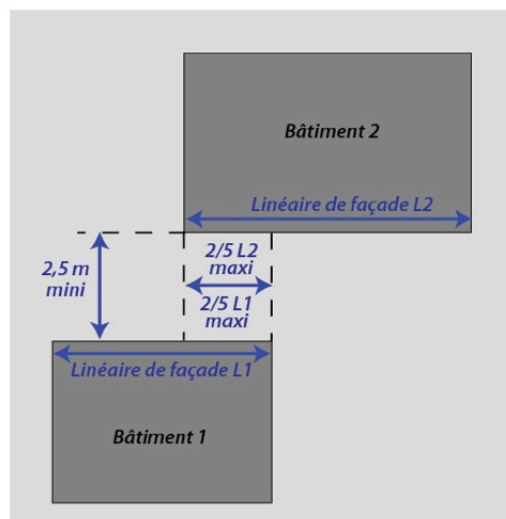 Bâtiment 2
Linéaire de façade L2
2,5 m
mini
2/5 L2
maxi
2/5 L1
maxi
Linéaire de façade L1
Bâtiment 1